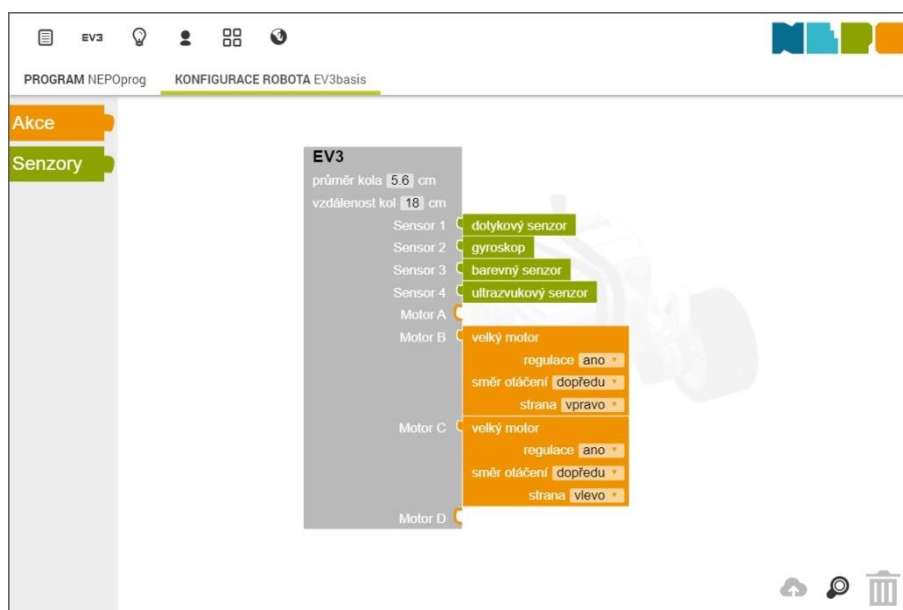 EV3
NEPO
PROGRAM NEPOprog KONFIGURACE ROBOTA EV3basis
Akce
Senzory
EV3
průměr kola 5.6 cm
vzdálenost kol 18 cm
Sensor 1 dotykový senzor
Sensor 2 gyroskop
Sensor 3 barevný senzor
Sensor 4 ultrazvukový senzor
Motor A
Motor B velký motor
regulace ano
směr otáčení dopředu
strana vpravo
Motor C velký motor
regulace ano
směr otáčení dopředu
strana vlevo
Motor D